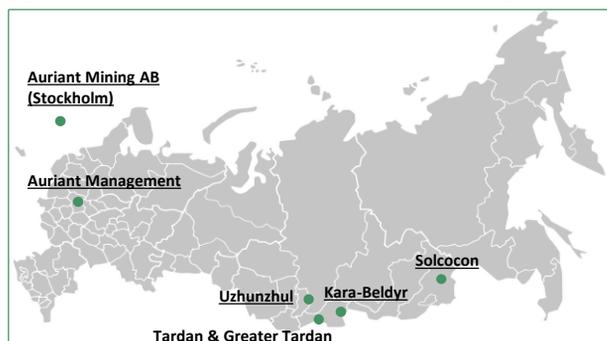 Auriant Mining AB
(Stockholm)
Auriant Management
Solcocon
Uzhunzhul
Kara-Beldyr
Tardan & Greater Tardan